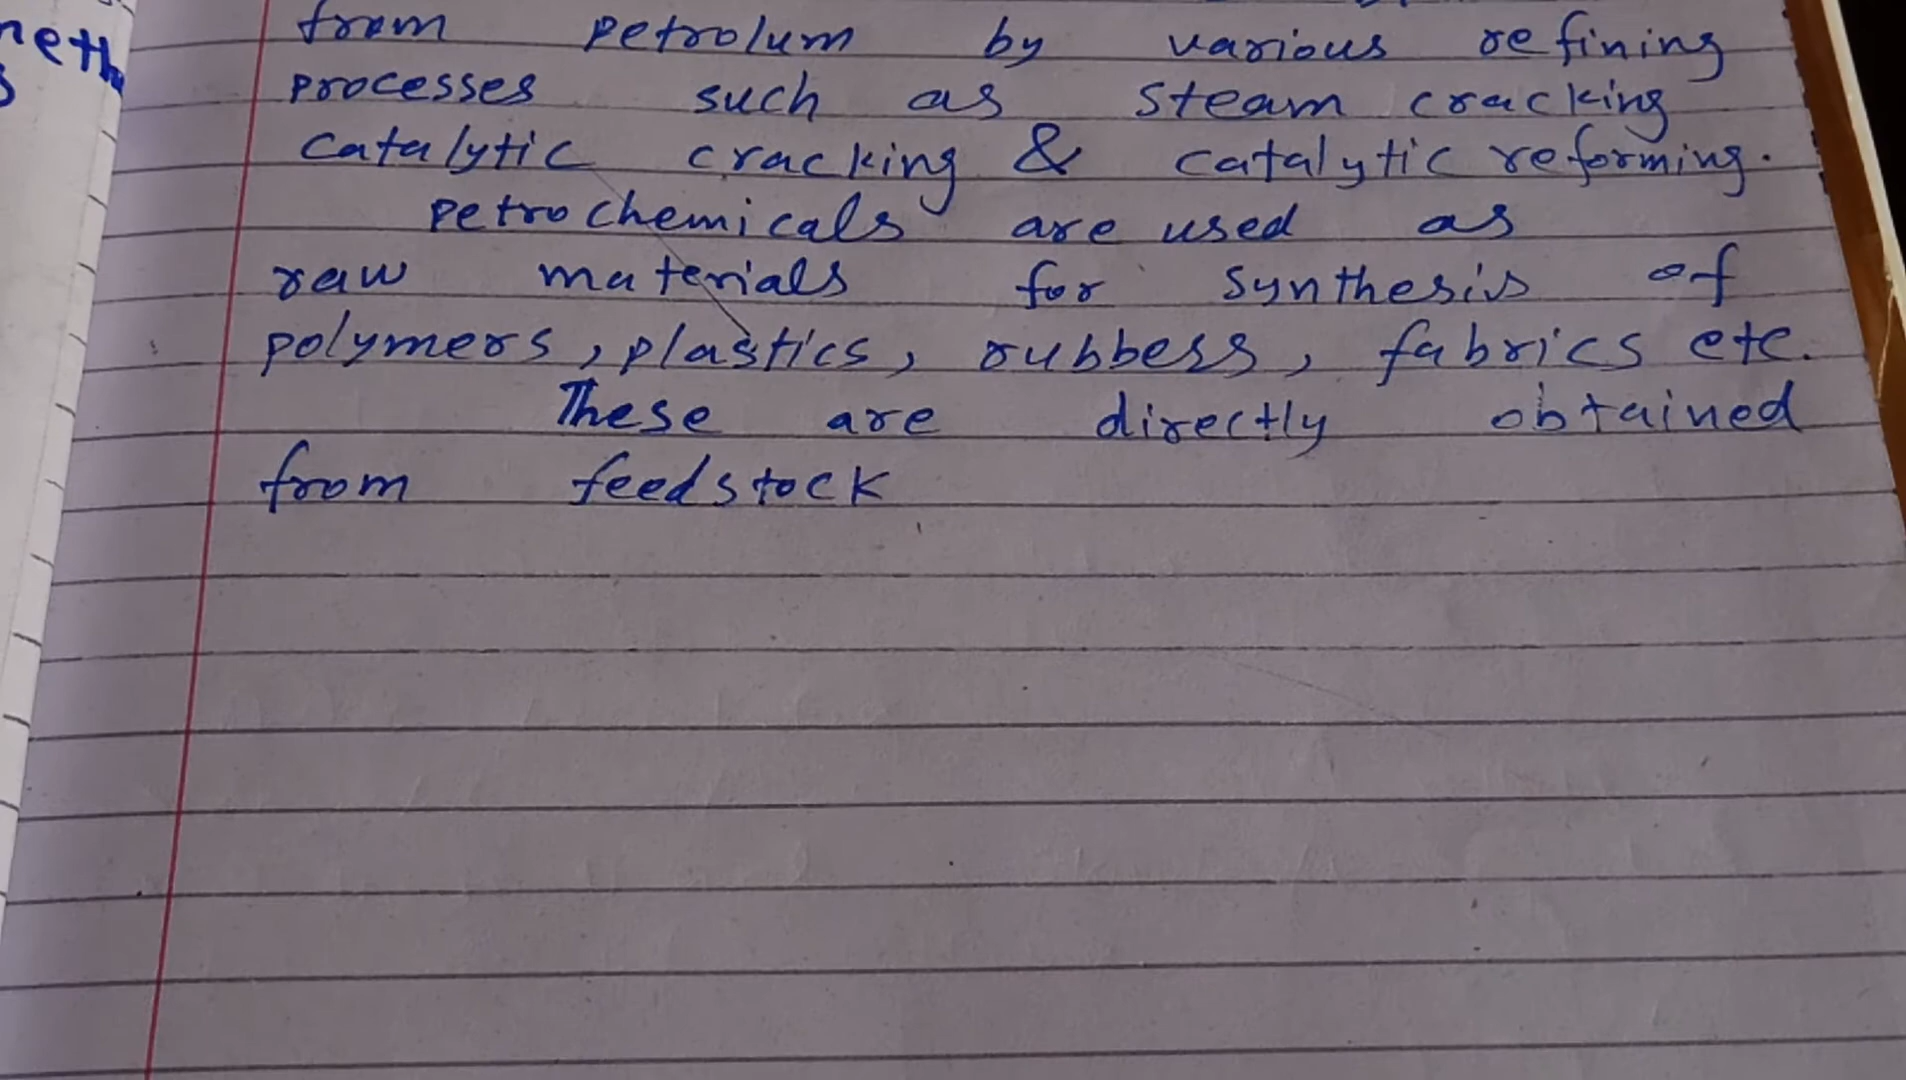 from petrolum by various refining
processes such as steam cracking
catalytic cracking & catalytic reforming.
petrochemicals are used as
raw materials for synthesis of
polymers, plastics, rubbers, fabrics etc.
These are directly obtained
from feedstock